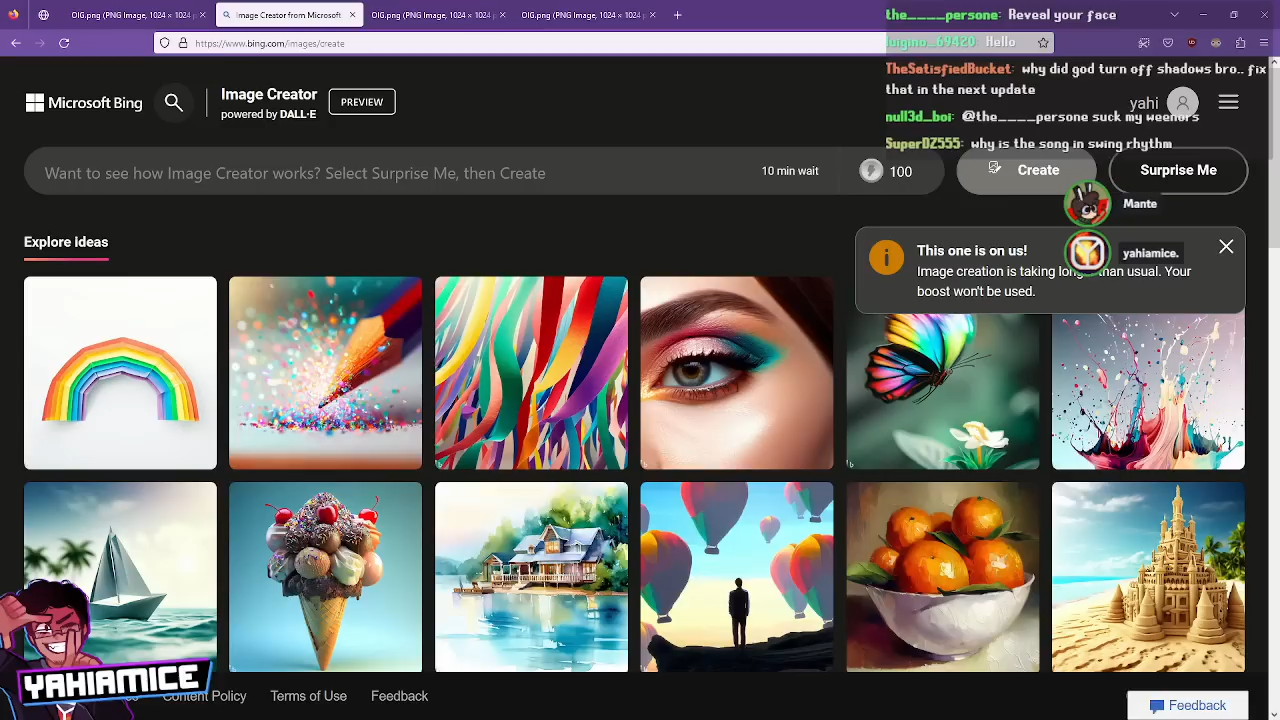 OIG.png (PNG Image, 1024 × 1024
Image Creator from Microsoft
OIG.png (PNG Image, 1024 × 1024
OIG.png (PNG Image, 1024 × 1024
the____persone: Reveal your face
https://www.bing.com/images/create
luigino_69420: Hello
TheSatisfiedBucket: why did god turn off shadows bro.. fix
that in the next update
Microsoft Bing
Image Creator
powered by DALL·E
PREVIEW
yahi
null3d_boi: @the____persone suck my weenors
SuperDZ555: why is the song in swing rhythm
Want to see how Image Creator works? Select Surprise Me, then Create
10 min wait
100
Create
Surprise Me
Mante
Explore ideas
This one is on us!
yahiamice.
Image creation is taking longer than usual. Your
boost won't be used.
YAHIAMICE
Content Policy
Terms of Use
Feedback
Feedback